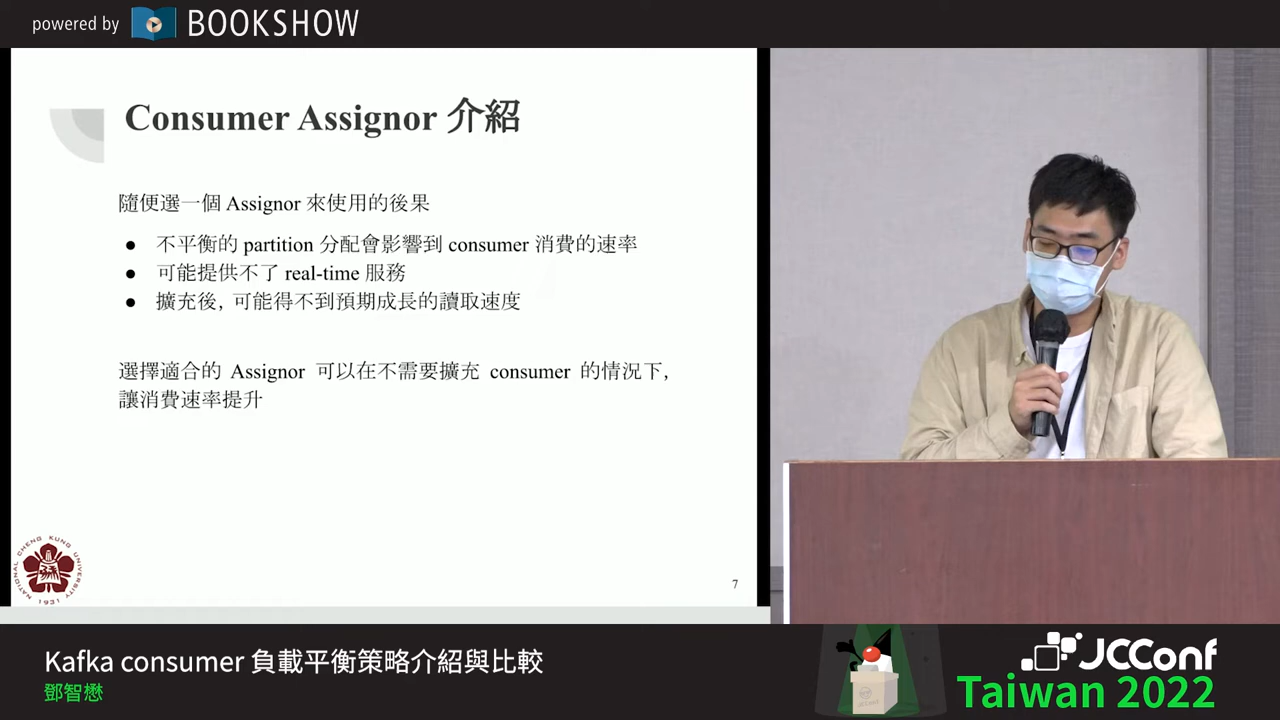 powered by BOOKSHOW
Consumer Assignor 介紹
隨便選一個 Assignor 來使用的後果
● 不平衡的 partition 分配會影響到 consumer 消費的速率
● 可能提供不了 real-time 服務
● 擴充後, 可能得不到預期成長的讀取速度
選擇適合的 Assignor 可以在不需要擴充 consumer 的情況下,
讓消費速率提升
NATIONAL CHENG KUNG UNIVERSITY
1931
7
Kafka consumer 負載平衡策略介紹與比較
鄧智懋
JCConf
Taiwan 2022